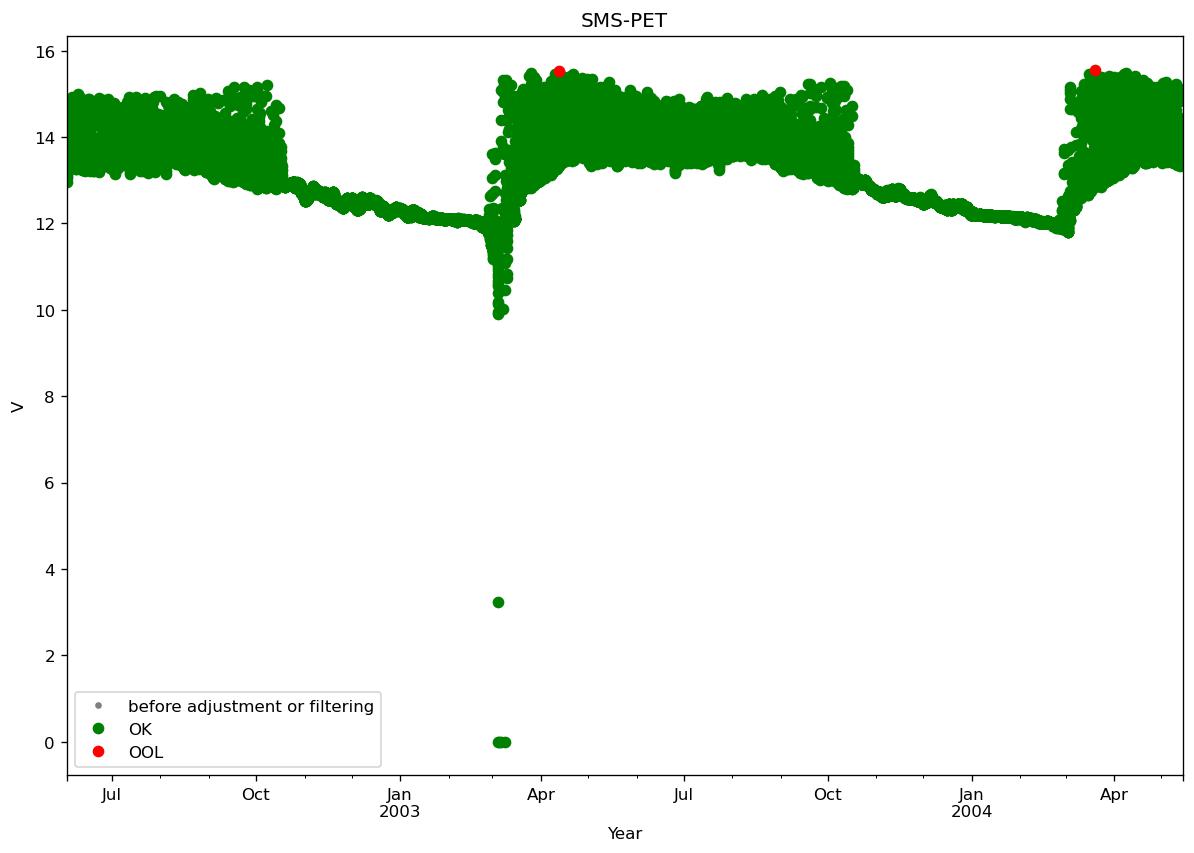 SMS-PET
16
14
12
10
8
6
4
2
0
V
before adjustment or filtering
OK
OOL
Jul
Oct
Jan
2003
Apr
Jul
Oct
Jan
2004
Apr
Year